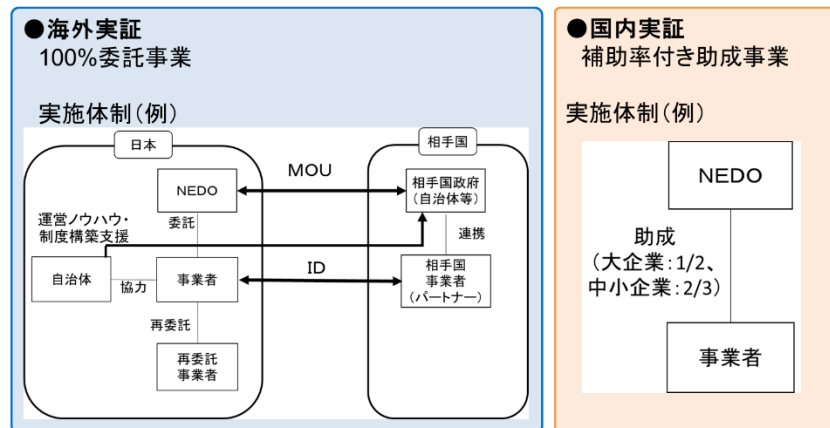 ●海外実証
100%委託事業
実施体制(例)
日本
相手国
NEDO
MOU
相手国政府
(自治体等)
運営ノウハウ・
制度構築支援
委託
連携
自治体
協力
事業者
ID
相手国
事業者
(パートナー)
再委託
再委託
事業者
●国内実証
補助率付き助成事業
実施体制(例)
NEDO
助成
(大企業:1/2、
中小企業:2/3)
事業者